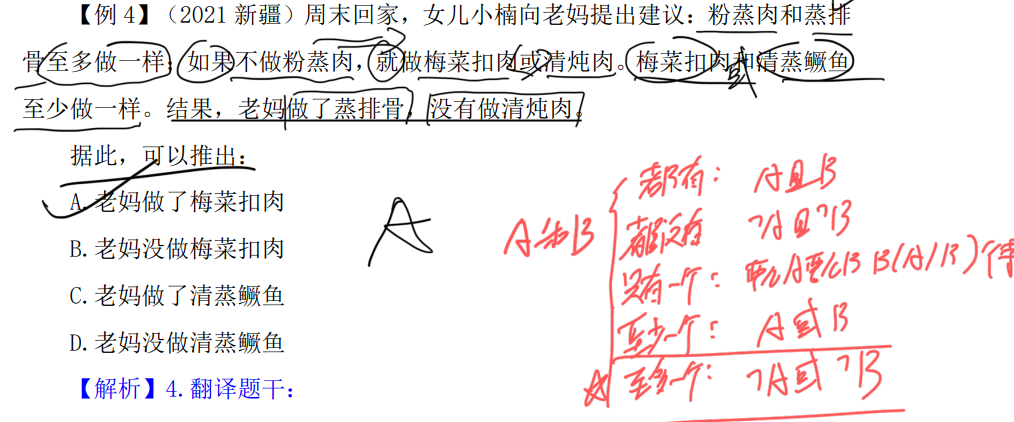 【例 4】（2021 新疆）周末回家，女儿小楠向老妈提出建议：粉蒸肉和蒸排
骨至多做一样；如果不做粉蒸肉，就做梅菜扣肉或清炖肉。梅菜扣肉和清蒸鳜鱼
或
至少做一样。结果，老妈做了蒸排骨，没有做清炖肉。
据此，可以推出：
A.老妈做了梅菜扣肉
B.老妈没做梅菜扣肉
C.老妈做了清蒸鳜鱼
D.老妈没做清蒸鳜鱼
【解析】4.翻译题干：
A
A和B
都有：A且B
都没有 ¬A且¬B
只有一个：要么A要么B
至少一个：A或B
至多一个：¬A或¬B